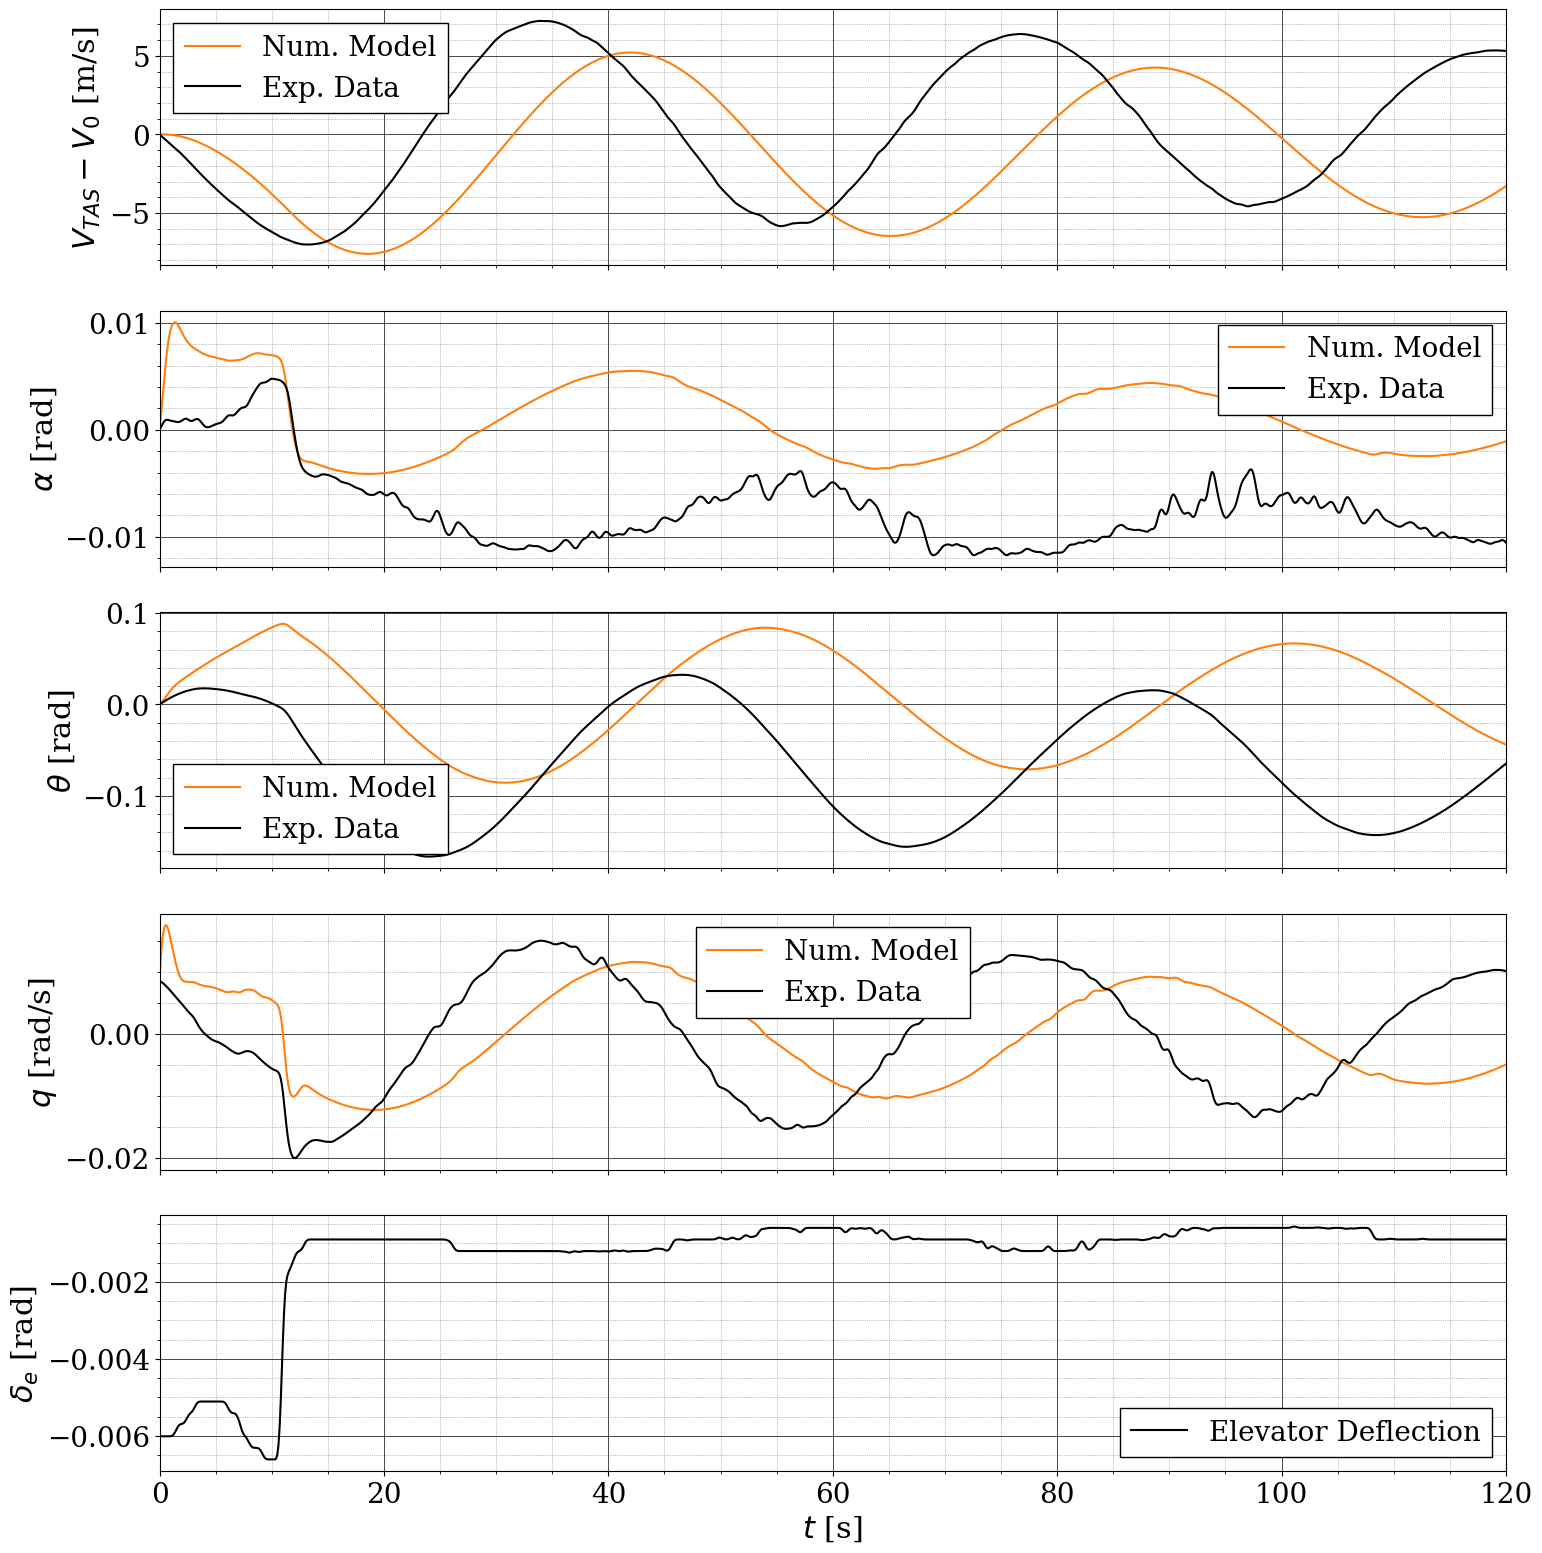 V_{TAS} − V_0 [m/s]
5
0
−5
Num. Model
Exp. Data
α [rad]
0.01
0.00
−0.01
Num. Model
Exp. Data
θ [rad]
0.1
0.0
−0.1
Num. Model
Exp. Data
q [rad/s]
0.00
−0.02
Num. Model
Exp. Data
δ_e [rad]
−0.002
−0.004
−0.006
Elevator Deflection
0 20 40 60 80 100 120
t [s]